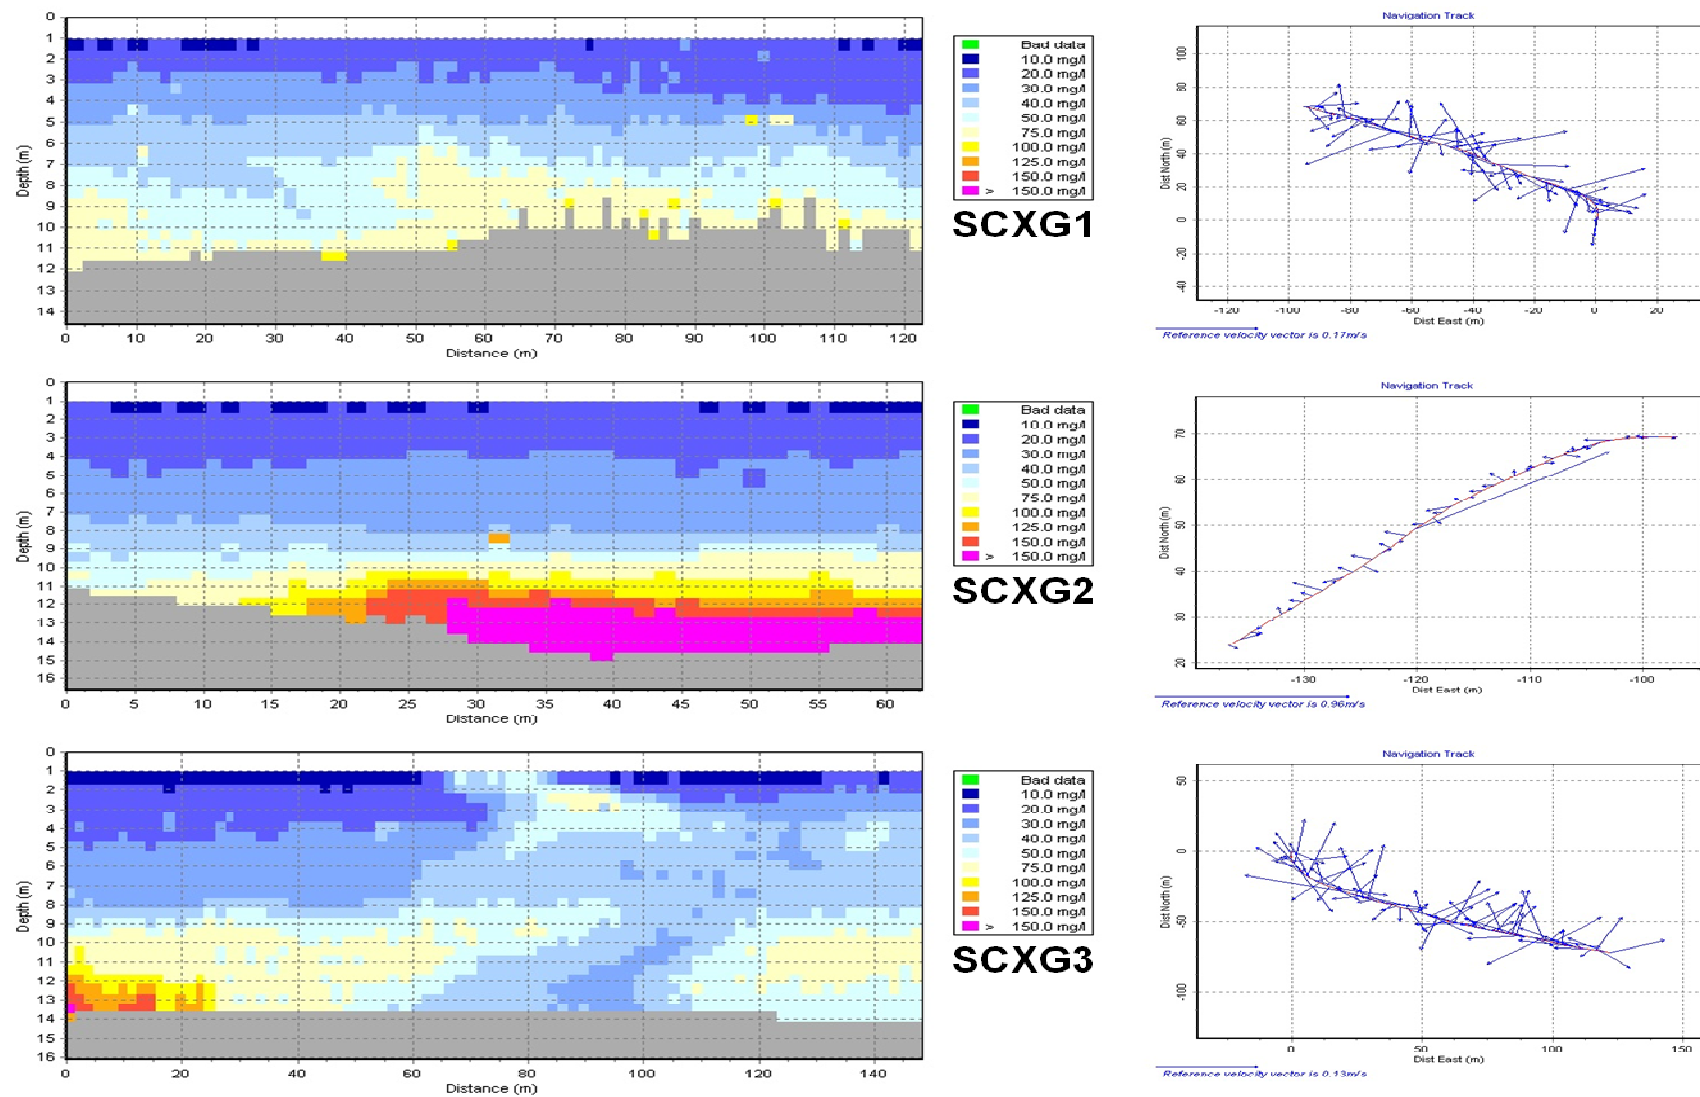 Navigation Track
0
1
2
3
4
5
6
7
8
9
10
11
12
13
14
Depth (m)
0 10 20 30 40 50 60 70 80 90 100 110 120
Distance (m)
Bad data
10.0 mg/l
20.0 mg/l
30.0 mg/l
40.0 mg/l
50.0 mg/l
75.0 mg/l
100.0 mg/l
125.0 mg/l
150.0 mg/l
> 150.0 mg/l
SCXG1
100
80
60
40
20
0
-20
-40
Dist North (m)
-120 -100 -80 -60 -40 -20 0 20
Dist East (m)
Reference velocity vector is 0.17m/s
Navigation Track
0
1
2
3
4
5
6
7
8
9
10
11
12
13
14
15
16
Depth (m)
0 5 10 15 20 25 30 35 40 45 50 55 60
Distance (m)
Bad data
10.0 mg/l
20.0 mg/l
30.0 mg/l
40.0 mg/l
50.0 mg/l
75.0 mg/l
100.0 mg/l
125.0 mg/l
150.0 mg/l
> 150.0 mg/l
SCXG2
70
60
50
40
30
20
Dist North (m)
-130 -120 -110 -100
Dist East (m)
Reference velocity vector is 0.96m/s
Navigation Track
0
1
2
3
4
5
6
7
8
9
10
11
12
13
14
15
16
Depth (m)
0 20 40 60 80 100 120 140
Distance (m)
Bad data
10.0 mg/l
20.0 mg/l
30.0 mg/l
40.0 mg/l
50.0 mg/l
75.0 mg/l
100.0 mg/l
125.0 mg/l
150.0 mg/l
> 150.0 mg/l
SCXG3
50
0
-50
-100
Dist North (m)
0 50 100 150
Dist East (m)
Reference velocity vector is 0.13m/s